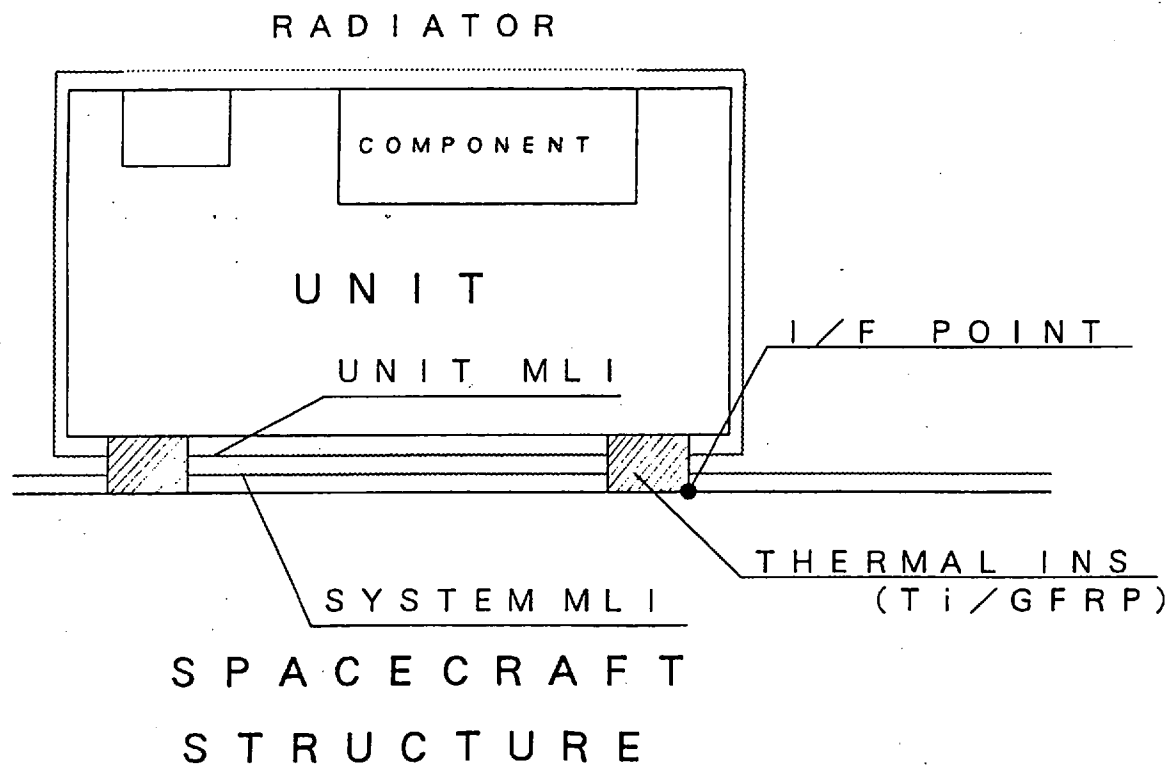 RADIATOR
COMPONENT
UNIT
I/F POINT
UNIT MLI
THERMAL INS
(Ti/GFRP)
SYSTEM MLI
SPACECRAFT
STRUCTURE